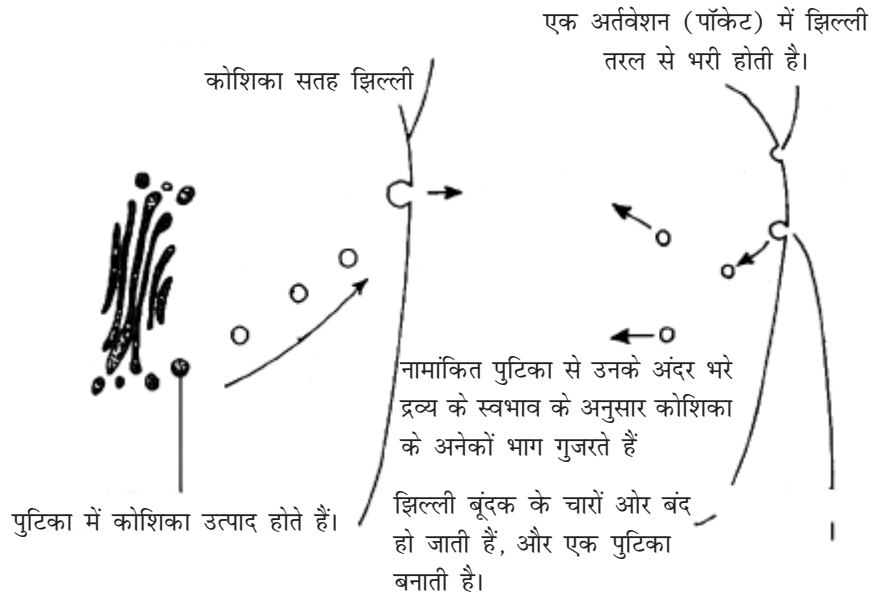 एक अर्तवेशन (पॉकेट) में झिल्ली
तरल से भरी होती है।
कोशिका सतह झिल्ली
नामांकित पुटिका से उनके अंदर भरे
द्रव्य के स्वभाव के अनुसार कोशिका
के अनेकों भाग गुजरते हैं
पुटिका में कोशिका उत्पाद होते हैं।
झिल्ली बूंदक के चारों ओर बंद
हो जाती हैं, और एक पुटिका
बनाती है।